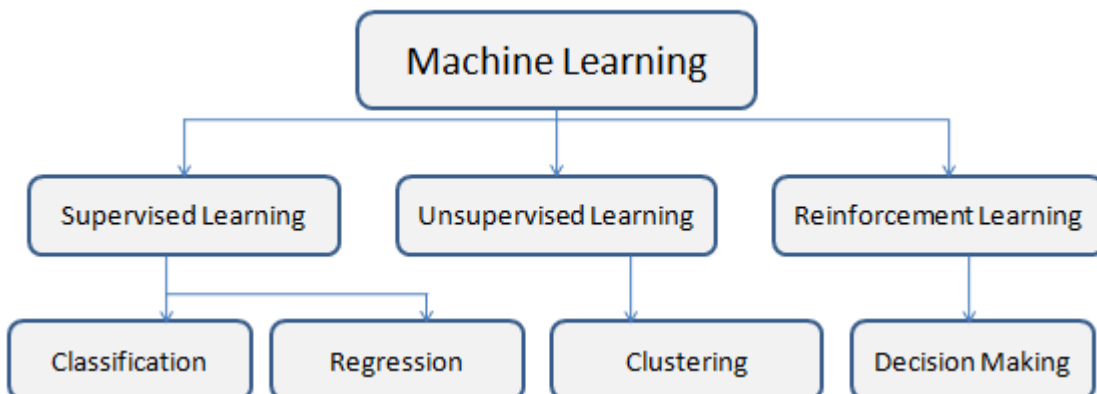 Machine Learning
Supervised Learning
Unsupervised Learning
Reinforcement Learning
Classification
Regression
Clustering
Decision Making